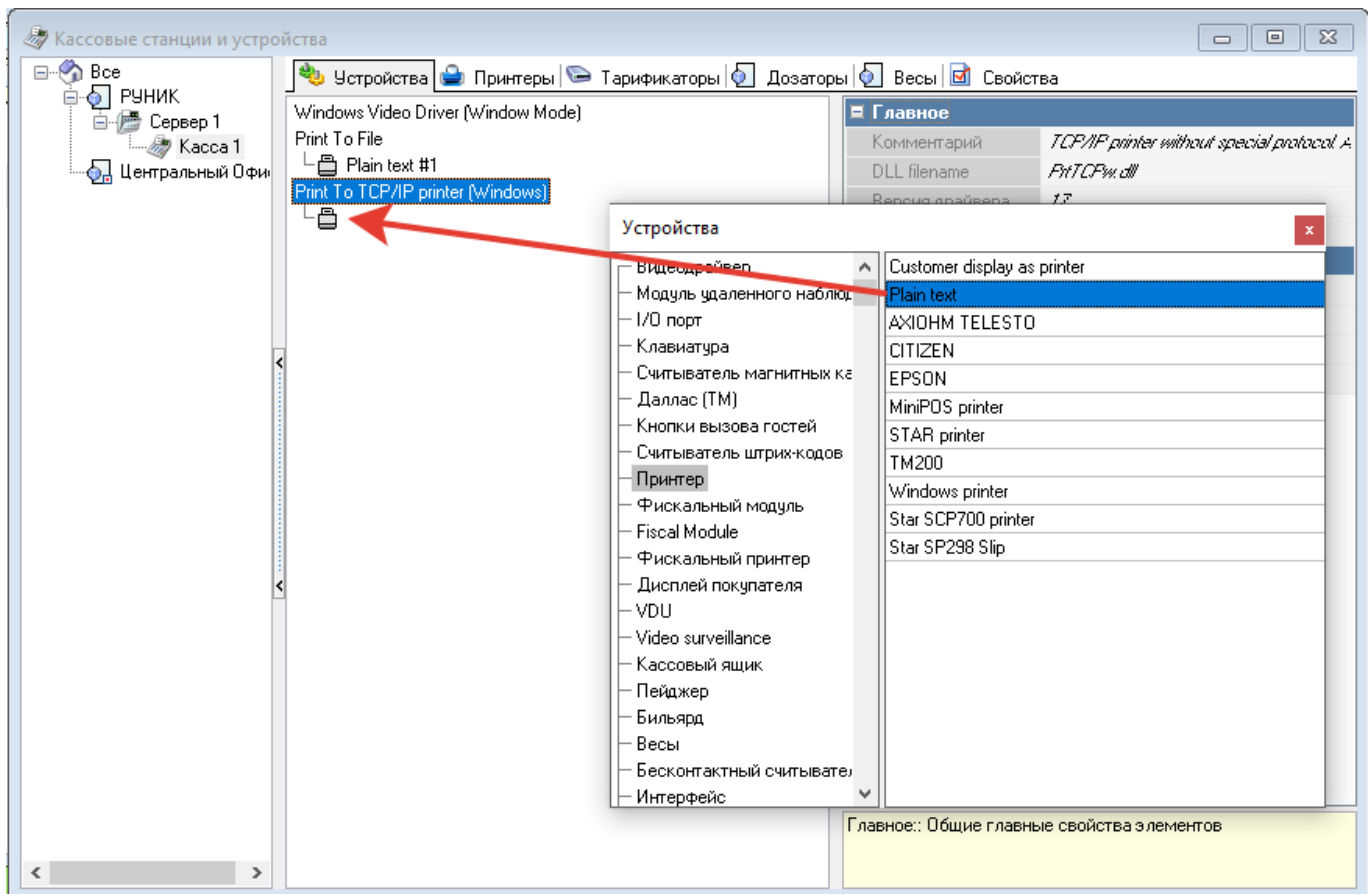 Кассовые станции и устройства
Все
РУНИК
Сервер 1
Касса 1
Центральный Офи
Устройства
Принтеры
Тарификаторы
Дозаторы
Весы
Свойства
Windows Video Driver (Window Mode)
Print To File
Plain text #1
Print To TCP/IP printer (Windows)
Главное
Комментарий
TCP/IP printer without special protocol. A
DLL filename
PrtTCPw.dll
Версия драйвера
17
Устройства
x
Видеодрайвер
Модуль удаленного наблюд
I/O порт
Клавиатура
Считыватель магнитных ка
Даллас (TM)
Кнопки вызова гостей
Считыватель штрих-кодов
Принтер
Фискальный модуль
Fiscal Module
Фискальный принтер
Дисплей покупателя
VDU
Video surveillance
Кассовый ящик
Пейджер
Бильярд
Весы
Бесконтактный считывател
Интерфейс
Customer display as printer
Plain text
AXIOHM TELESTO
CITIZEN
EPSON
MiniPOS printer
STAR printer
TM200
Windows printer
Star SCP700 printer
Star SP298 Slip
Главное:: Общие главные свойства элементов